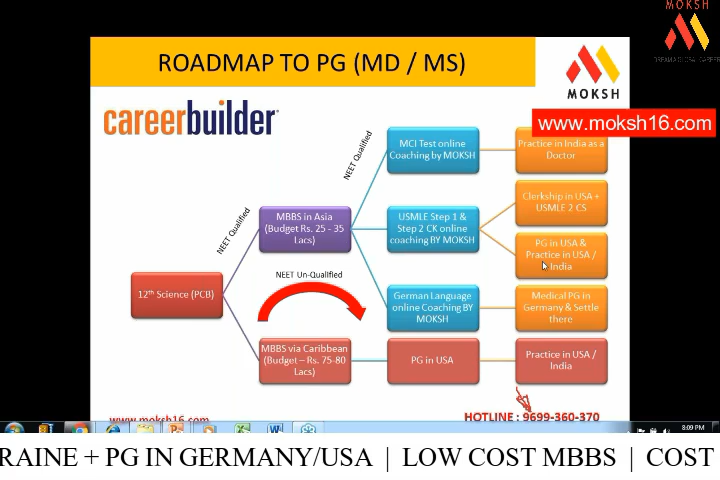 MOKSH
ROADMAP TO PG (MD / MS)
MOKSH
careerbuilder
www.moksh16.com
NEET Qualified
MCI Test online
Coaching by MOKSH
Practice in India as a
Doctor
NEET Qualified
MBBS in Asia
(Budget Rs. 25 - 35
Lacs)
USMLE Step 1 &
Step 2 CK online
coaching BY MOKSH
Clerkship in USA +
USMLE 2 CS
PG in USA &
Practice in USA /
India
NEET Un-Qualified
12th Science (PCB)
German Language
online Coaching BY
MOKSH
Medical PG in
Germany & Settle
there
MBBS via Caribbean
(Budget – Rs. 75-80
Lacs)
PG in USA
Practice in USA /
India
www.moksh16.com
HOTLINE : 9699-360-370
8:09 PM
RAINE + PG IN GERMANY/USA | LOW COST MBBS | COST